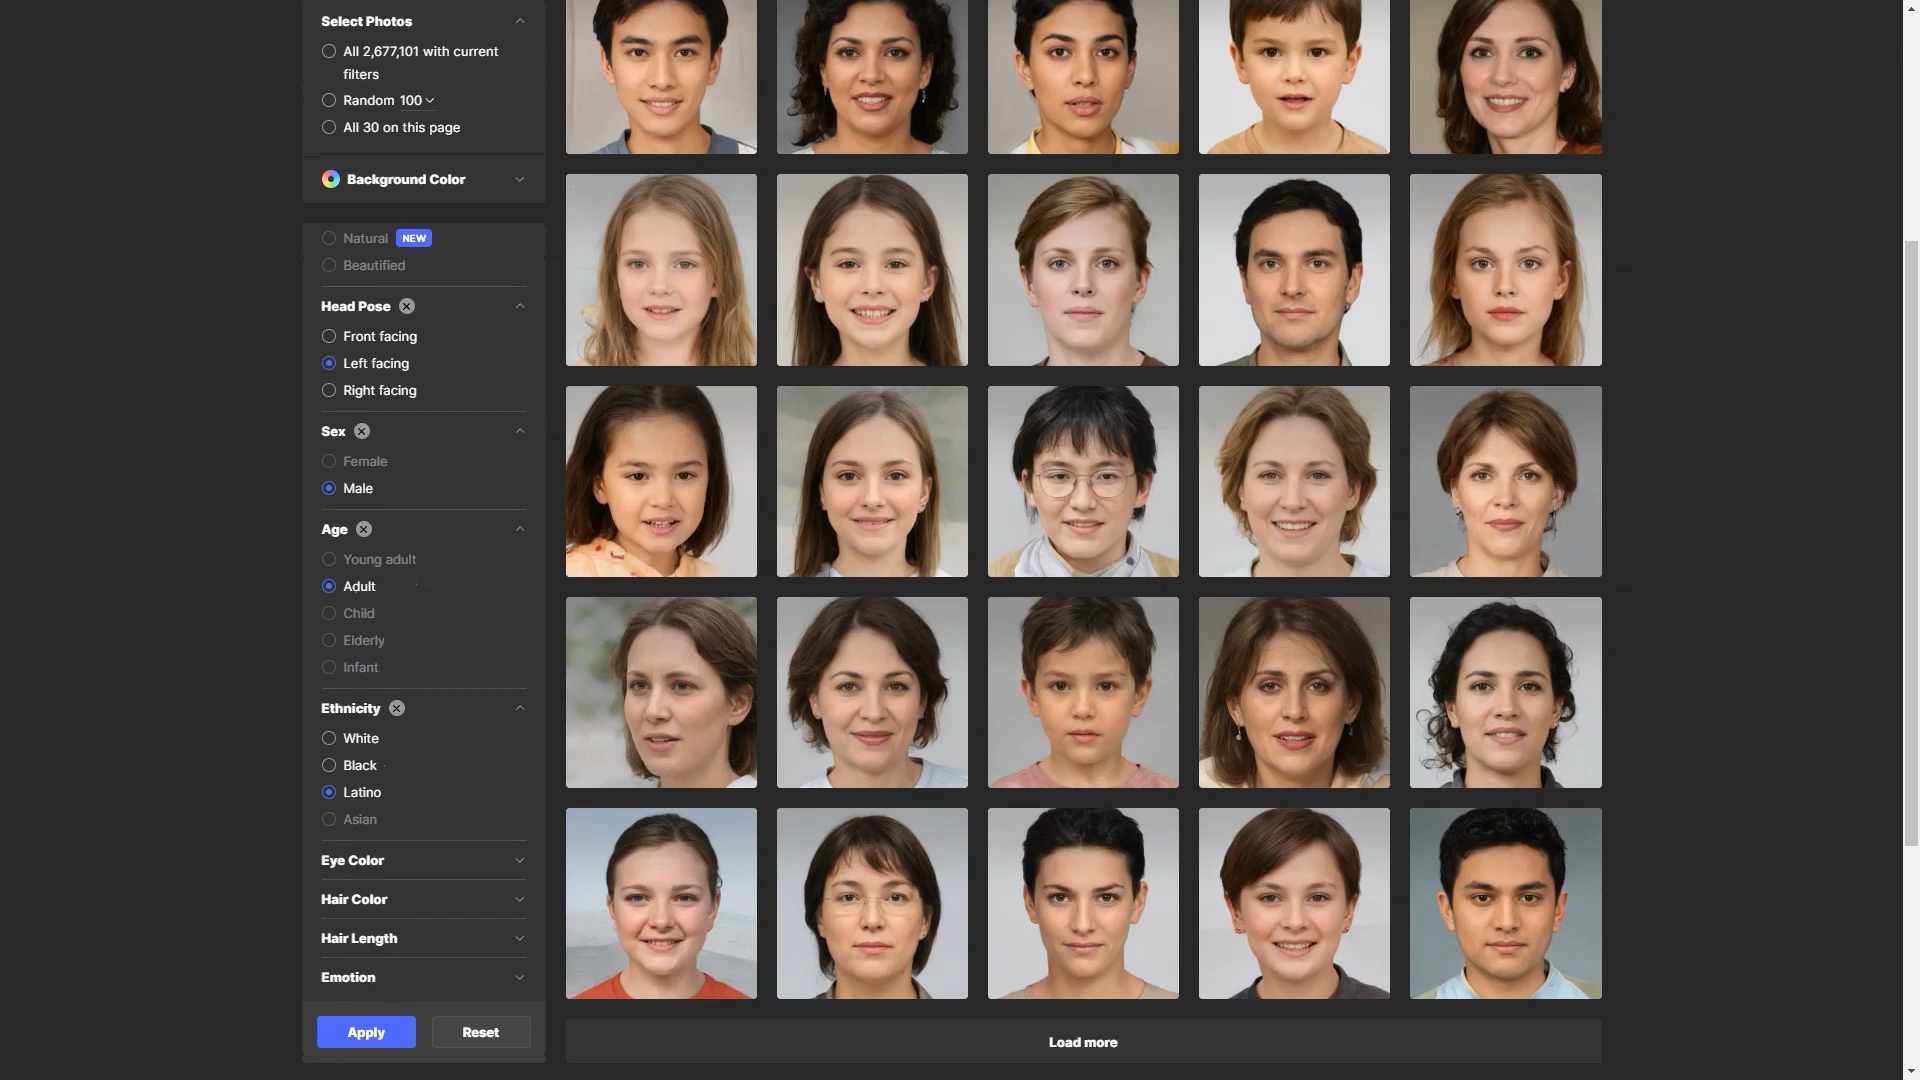 Select Photos
All 2,677,101 with current
filters
Random 100
All 30 on this page
Background Color
Natural NEW
Beautified
Head Pose
Front facing
Left facing
Right facing
Sex
Female
Male
Age
Young adult
Adult
Child
Elderly
Infant
Ethnicity
White
Black
Latino
Asian
Eye Color
Hair Color
Hair Length
Emotion
Apply Reset
Load more